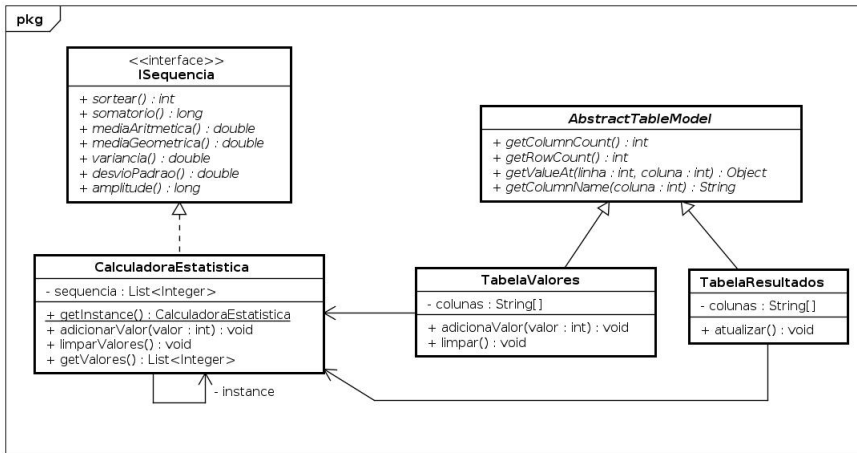 pkg
<<interface>>
ISequencia
+ sortear() : int
+ somatorio() : long
+ mediaAritmetica() : double
+ mediaGeometrica() : double
+ variancia() : double
+ desvioPadrao() : double
+ amplitude() : long
AbstractTableModel
+ getColumnCount() : int
+ getRowCount() : int
+ getValueAt(linha : int, coluna : int) : Object
+ getColumnName(coluna : int) : String
CalculadoraEstatistica
- sequencia : List<Integer>
+ getInstance() : CalculadoraEstatistica
+ adicionarValor(valor : int) : void
+ limparValores() : void
+ getValores() : List<Integer>
- instance
TabelaValores
- colunas : String[]
+ adicionaValor(valor : int) : void
+ limpar() : void
TabelaResultados
- colunas : String[]
+ atualizar() : void